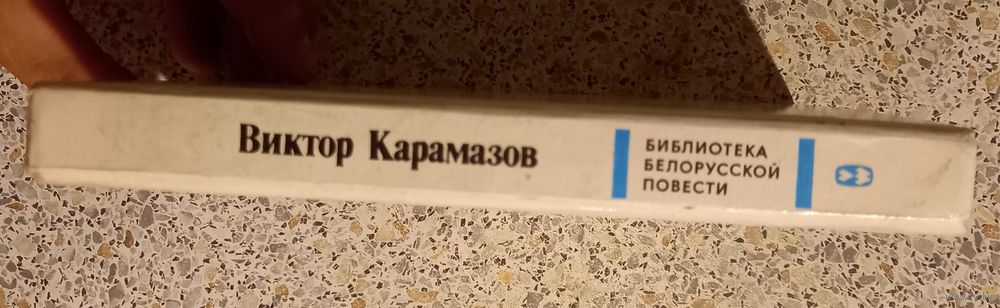 Виктор Карамазов
БИБЛИОТЕКА
БЕЛОРУССКОЙ
ПОВЕСТИ